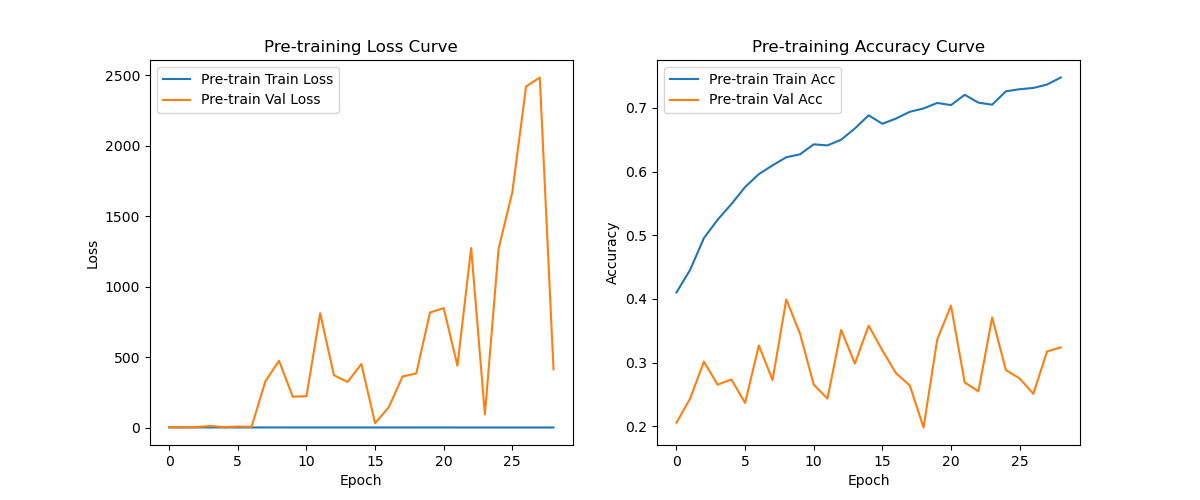 Pre-training Loss Curve
Pre-train Train Loss
Pre-train Val Loss
2500
2000
1500
1000
500
0
Loss
0 5 10 15 20 25
Epoch
Pre-training Accuracy Curve
Pre-train Train Acc
Pre-train Val Acc
0.7
0.6
0.5
0.4
0.3
0.2
Accuracy
0 5 10 15 20 25
Epoch